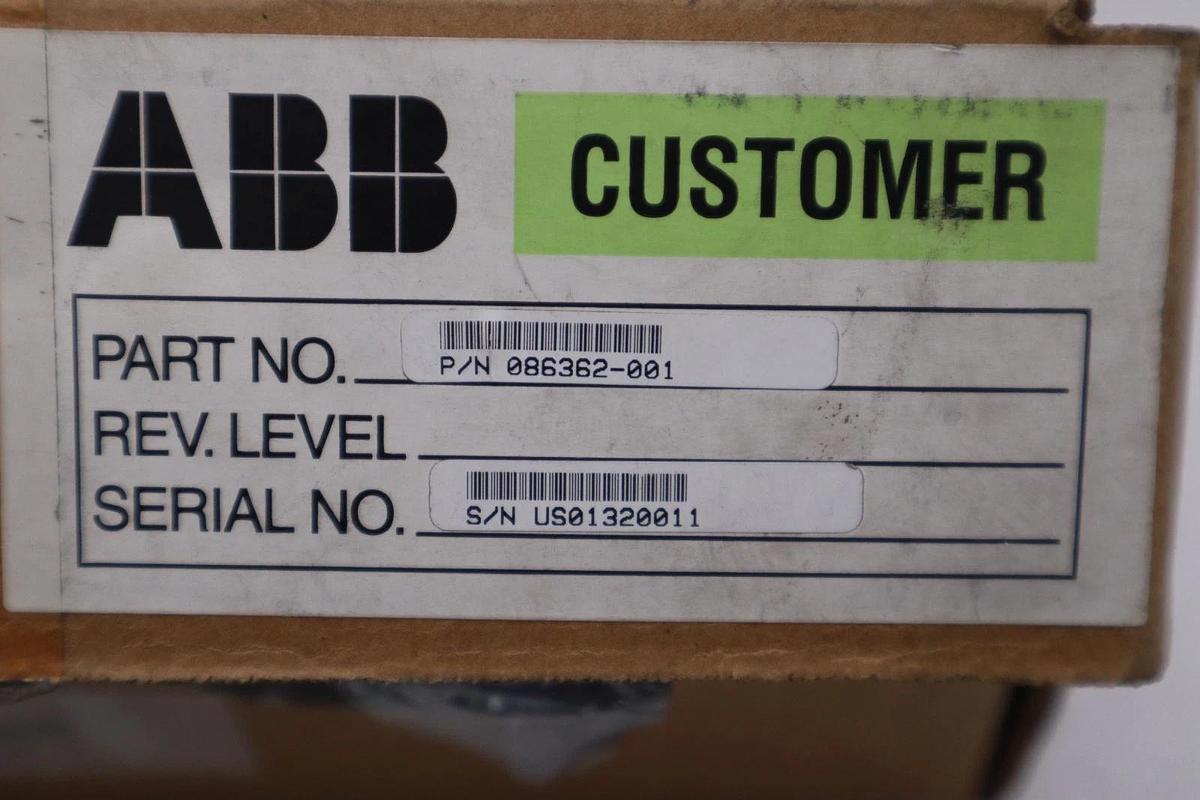 ABB CUSTOMER
PART NO. P/N 086362-001
REV. LEVEL
SERIAL NO. S/N US01320011